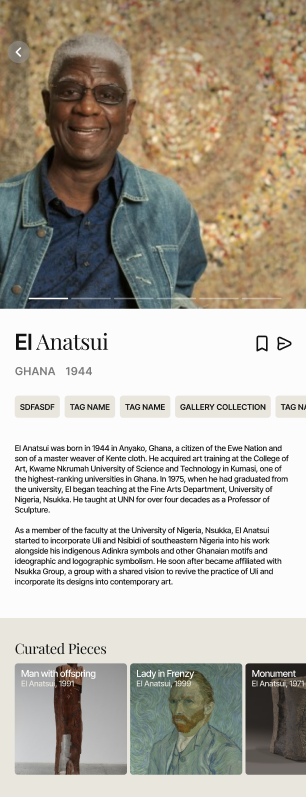 El Anatsui
GHANA 1944
SDFASDF TAG NAME TAG NAME GALLERY COLLECTION TAG NA
El Anatsui was born in 1944 in Anyako, Ghana, a citizen of the Ewe Nation and
son of a master weaver of Kente cloth. He acquired art training at the College of
Art, Kwame Nkrumah University of Science and Technology in Kumasi, one of
the highest-ranking universities in Ghana. In 1975, when he had graduated from
the university, El began teaching at the Fine Arts Department, University of
Nigeria, Nsukka. He taught at UNN for over four decades as a Professor of
Sculpture.
As a member of the faculty at the University of Nigeria, Nsukka, El Anatsui
started to incorporate Uli and Nsibidi of southeastern Nigeria into his work
alongside his indigenous Adinkra symbols and other Ghanaian motifs and
ideographic and logographic symbolism. He soon after became affiliated with
Nsukka Group, a group with a shared vision to revive the practice of Uli and
incorporate its designs into contemporary art.
Curated Pieces
Man with offspring
El Anatsui, 1991
Lady in Frenzy
El Anatsui, 1999
Monument
El Anatsui, 1971